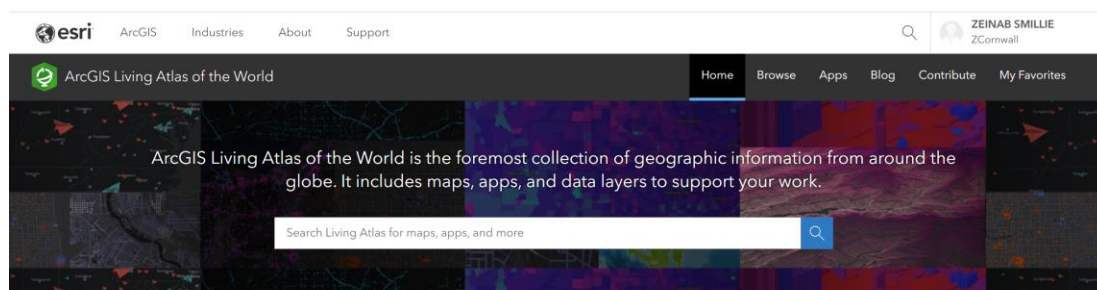 esri ArcGIS Industries About Support ZEINAB SMILLIE
ZCornwall
ArcGIS Living Atlas of the World Home Browse Apps Blog Contribute My Favorites
ArcGIS Living Atlas of the World is the foremost collection of geographic information from around the
globe. It includes maps, apps, and data layers to support your work.
Search Living Atlas for maps, apps, and more